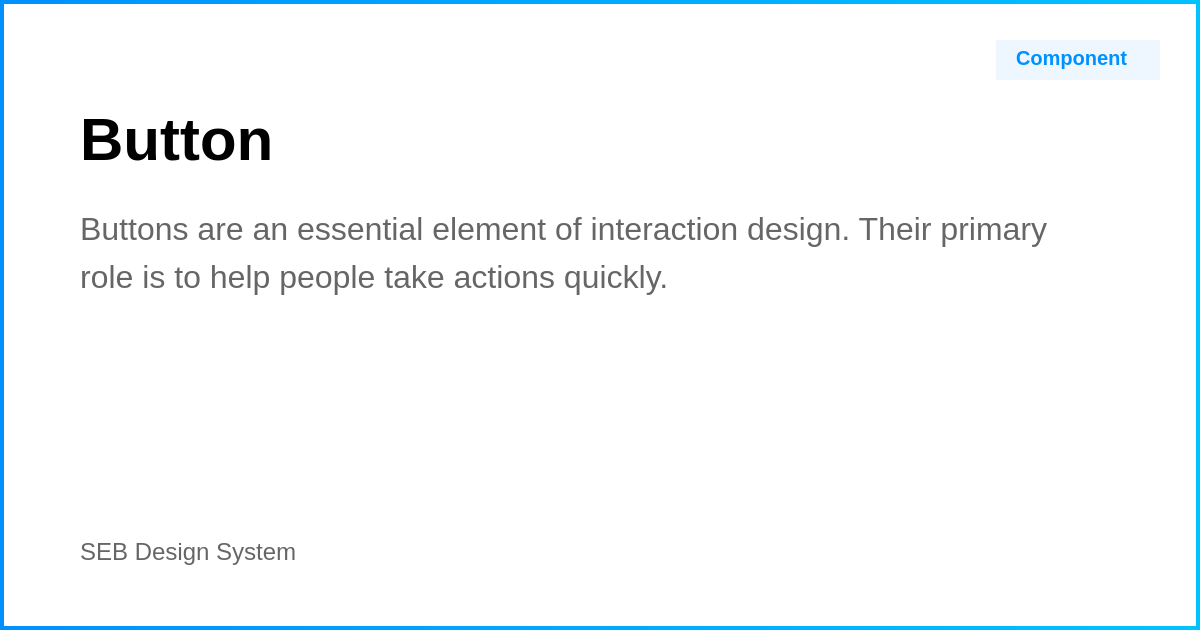 Component
Button
Buttons are an essential element of interaction design. Their primary
role is to help people take actions quickly.
SEB Design System